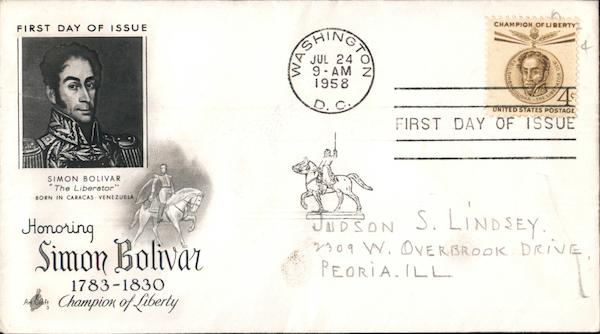 FIRST DAY OF ISSUE
SIMON BOLIVAR
"The Liberator"
BORN IN CARACAS·VENEZUELA
Honoring
Simon Bolivar
1783-1830
Champion of Liberty
Art Craft
WASHINGTON
JUL 24
9-AM
1958
D. C.
CHAMPION OF LIBERTY
4¢
UNITED STATES POSTAGE
FIRST DAY OF ISSUE
JUDSON S. LINDSEY.
2309 W. OVERBROOK DRIVE.
PEORIA. ILL